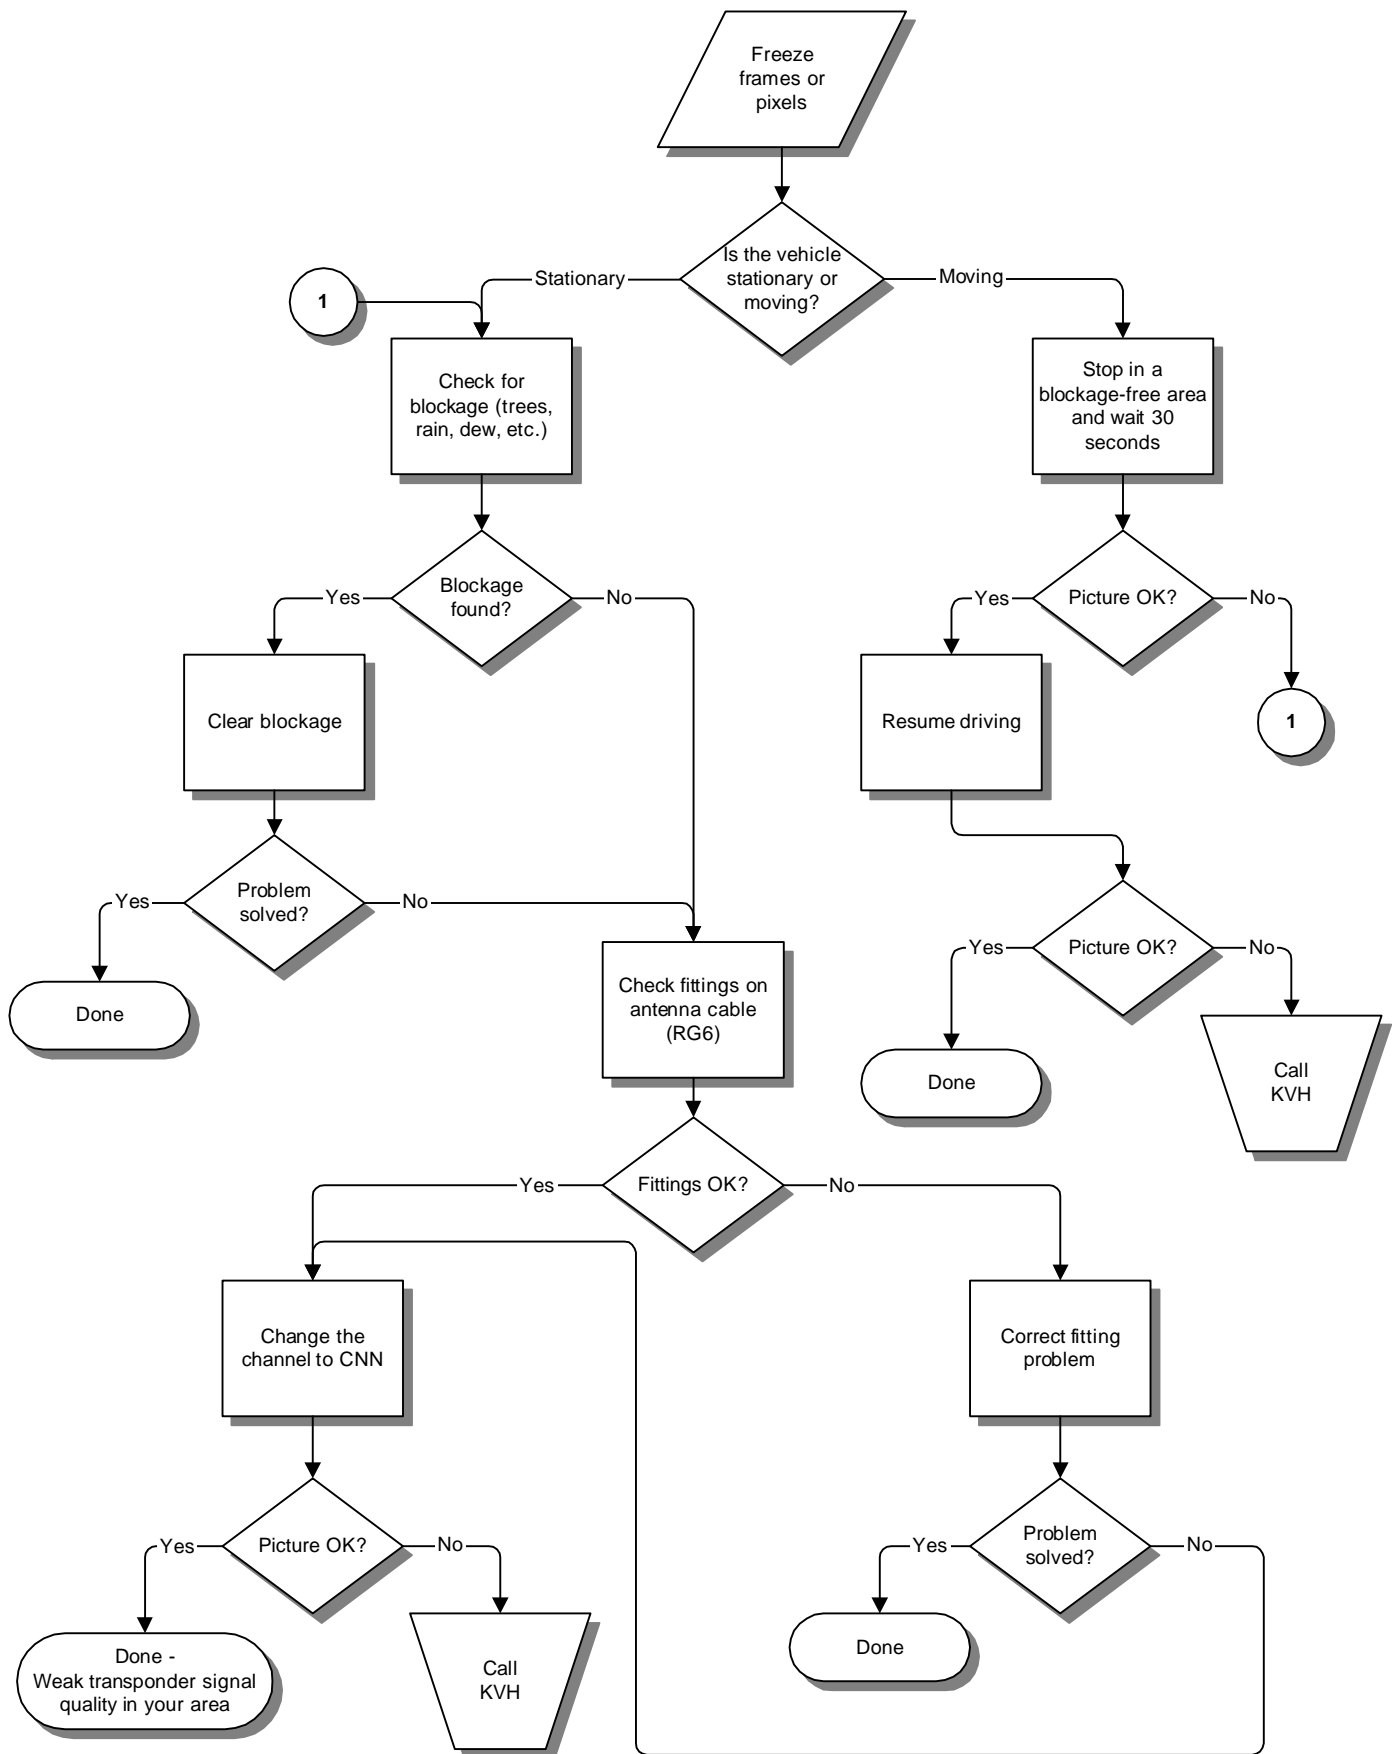 Freeze
frames or
pixels
Is the vehicle
stationary or
moving?
Stationary
Moving
1
Check for
blockage (trees,
rain, dew, etc.)
Stop in a
blockage-free area
and wait 30
seconds
Blockage
found?
Yes
No
Picture OK?
Yes
No
Clear blockage
Resume driving
1
Problem
solved?
Yes
No
Picture OK?
Yes
No
Done
Check fittings on
antenna cable
(RG6)
Done
Call
KVH
Fittings OK?
Yes
No
Change the
channel to CNN
Correct fitting
problem
Picture OK?
Yes
No
Problem
solved?
Yes
No
Done -
Weak transponder signal
quality in your area
Call
KVH
Done